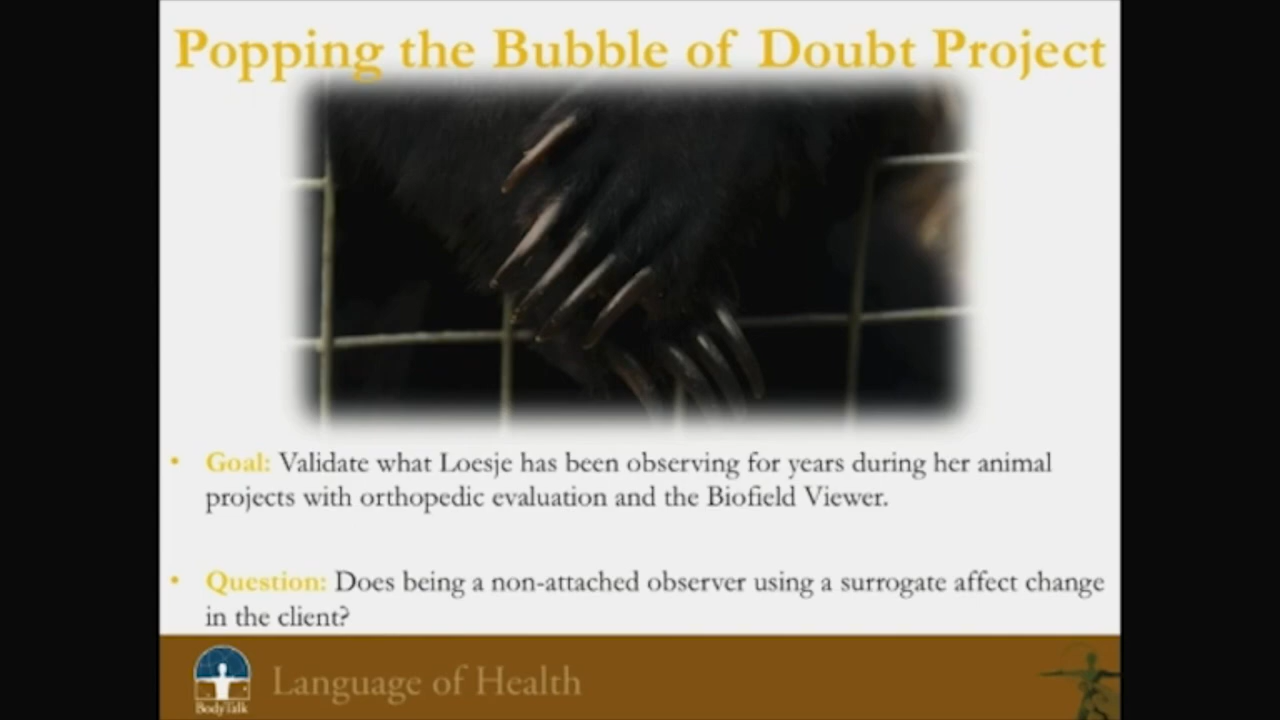 Popping the Bubble of Doubt Project
• Goal: Validate what Loesje has been observing for years during her animal
projects with orthopedic evaluation and the Biofield Viewer.
• Question: Does being a non-attached observer using a surrogate affect change
in the client?
Language of Health
BodyTalk